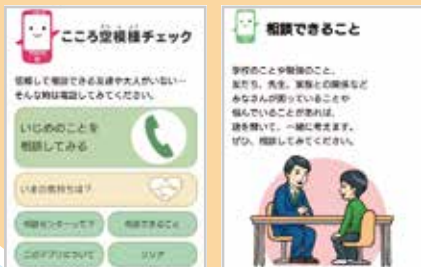 こころ空模様チェック
信頼して相談できる友達や大人がいない…
そんな時は電話してみてください。
いじめのことを
相談してみる
いまの気持ちは？
相談センターって？
相談できること
このアプリについて
リンク
相談できること
学校のことや勉強のこと、
友だち、先生、家族との関係など
みなさんが困っていることや
悩んでいることがあれば、
話を聞いて、一緒に考えます。
ぜひ、相談してみてください。